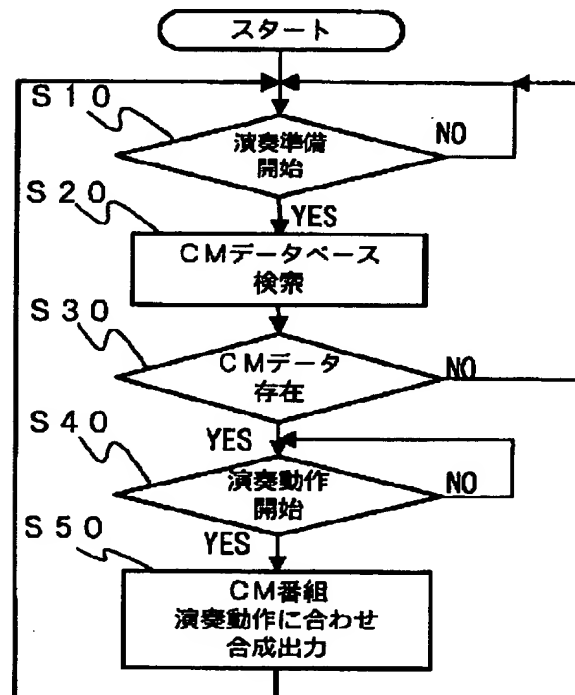 スタート
S10
演奏準備
開始
NO
YES
S20
CMデータベース
検索
S30
CMデータ
存在
NO
YES
S40
演奏動作
開始
NO
YES
S50
CM番組
演奏動作に合わせ
合成出力